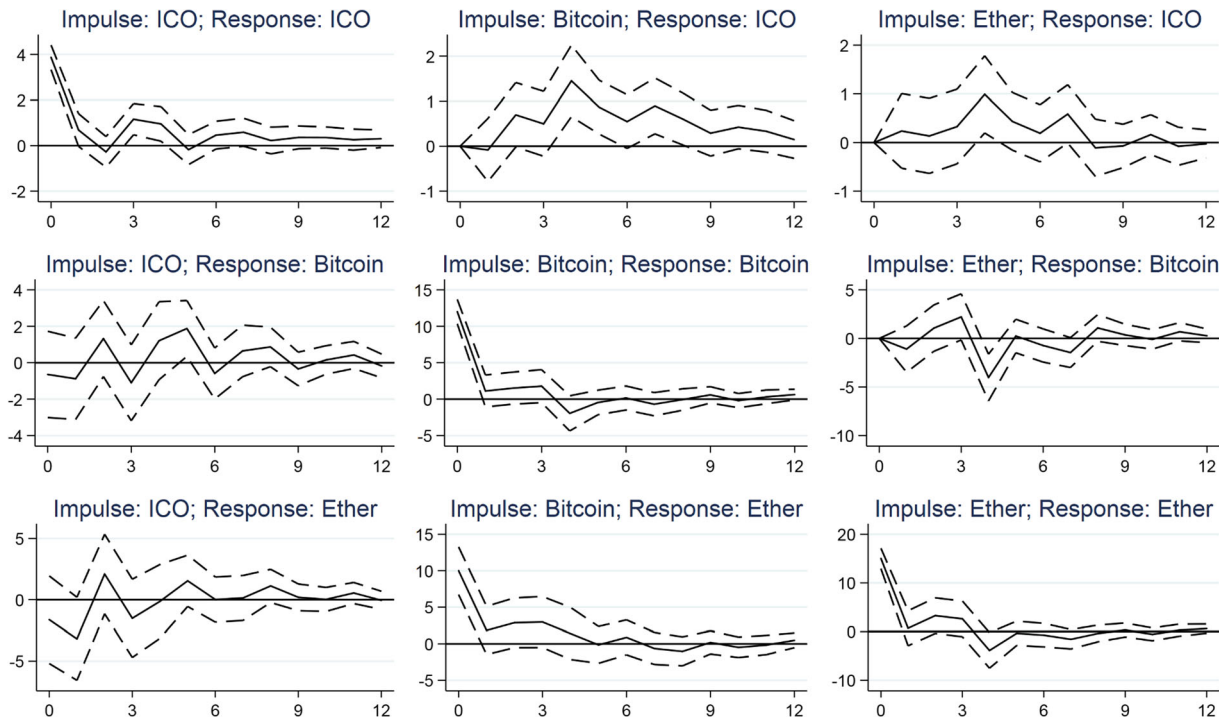 Impulse: ICO; Response: ICO
4
2
0
-2
0 3 6 9 12
Impulse: Bitcoin; Response: ICO
2
1
0
-1
0 3 6 9 12
Impulse: Ether; Response: ICO
2
1
0
-1
0 3 6 9 12
Impulse: ICO; Response: Bitcoin
4
2
0
-2
-4
0 3 6 9 12
Impulse: Bitcoin; Response: Bitcoin
15
10
5
0
-5
0 3 6 9 12
Impulse: Ether; Response: Bitcoin
5
0
-5
-10
0 3 6 9 12
Impulse: ICO; Response: Ether
5
0
-5
0 3 6 9 12
Impulse: Bitcoin; Response: Ether
15
10
5
0
-5
0 3 6 9 12
Impulse: Ether; Response: Ether
20
10
0
-10
0 3 6 9 12